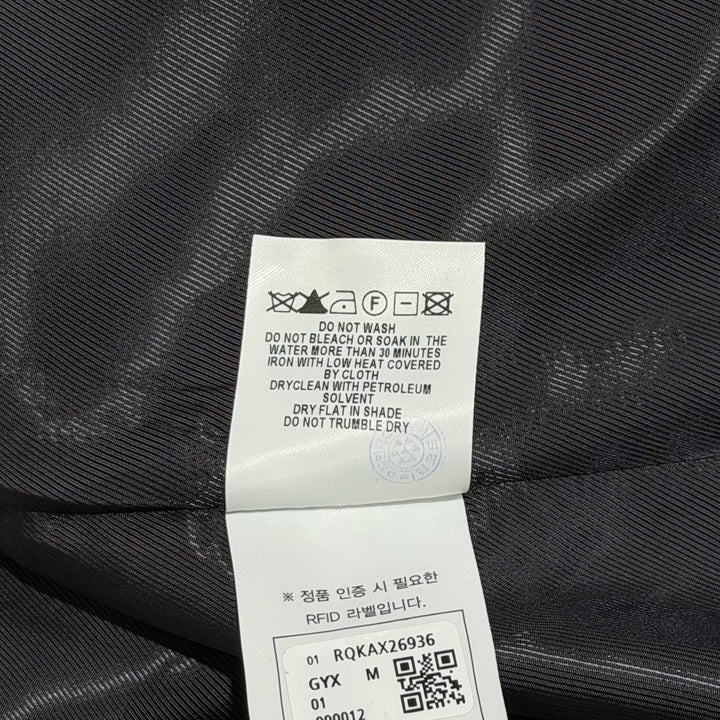 F
DO NOT WASH
DO NOT BLEACH OR SOAK IN THE
WATER MORE THAN 30 MINUTES
IRON WITH LOW HEAT COVERED
BY CLOTH
DRYCLEAN WITH PETROLEUM
SOLVENT
DRY FLAT IN SHADE
DO NOT TRUMBLE DRY
※ 정품 인증 시 필요한
RFID 라벨입니다.
01 RQKAX26936
GYX M
01
000012